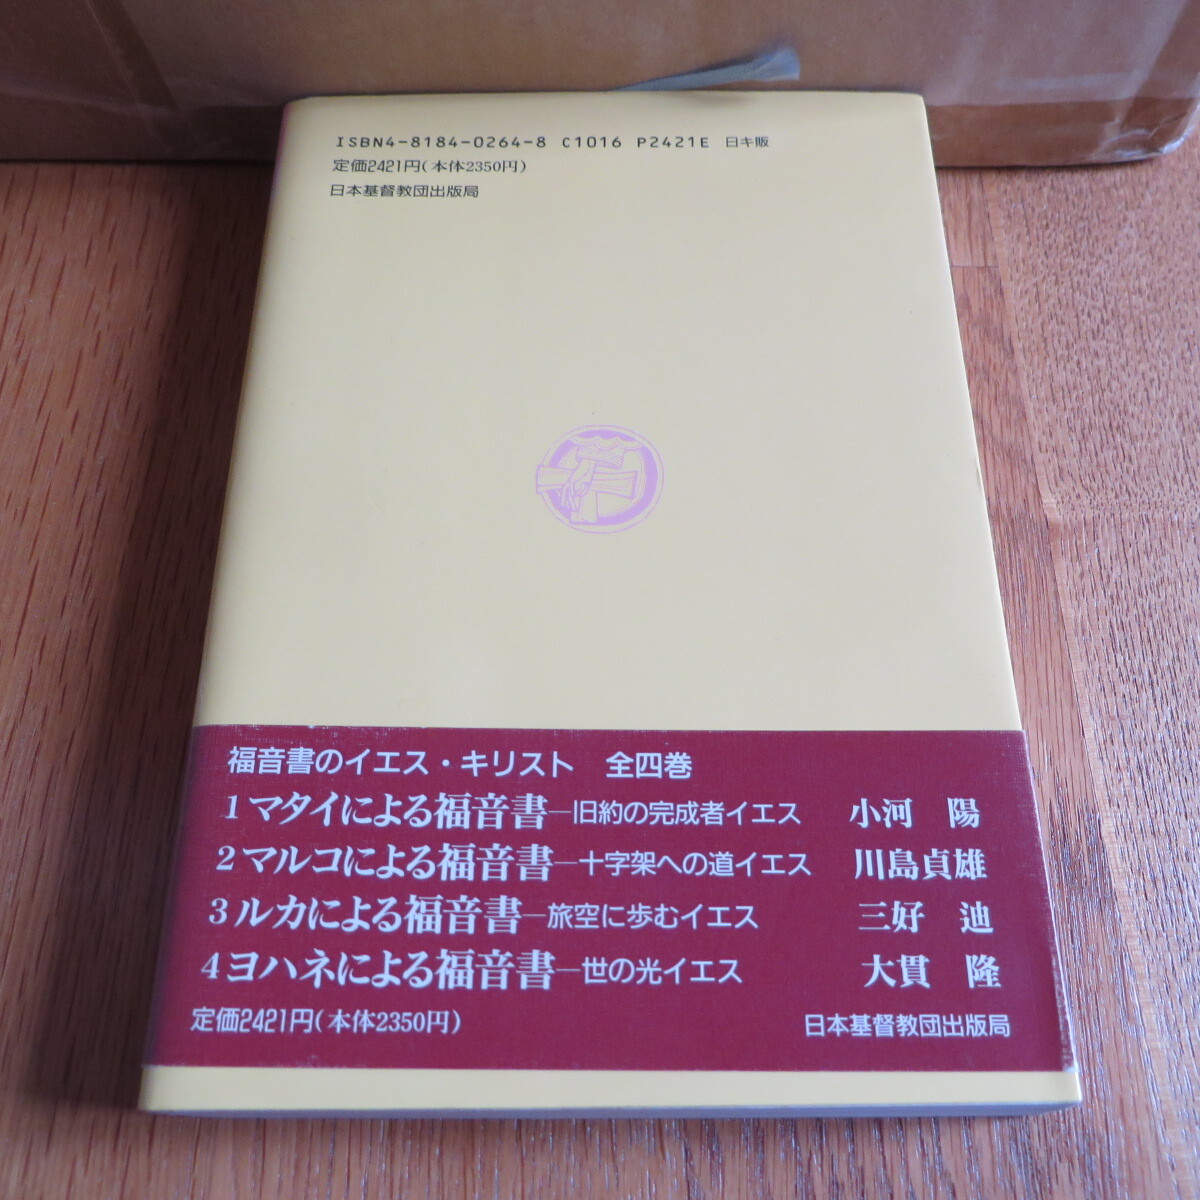 ISBN4-8184-0264-8 C1016 P2421E 日キ販
定価2421円(本体2350円)
日本基督教団出版局
福音書のイエス・キリスト 全四巻
1 マタイによる福音書─旧約の完成者イエス 小河 陽
2 マルコによる福音書─十字架への道イエス 川島貞雄
3 ルカによる福音書─旅空に歩むイエス 三好 迪
4 ヨハネによる福音書─世の光イエス 大貫 隆
定価2421円(本体2350円) 日本基督教団出版局